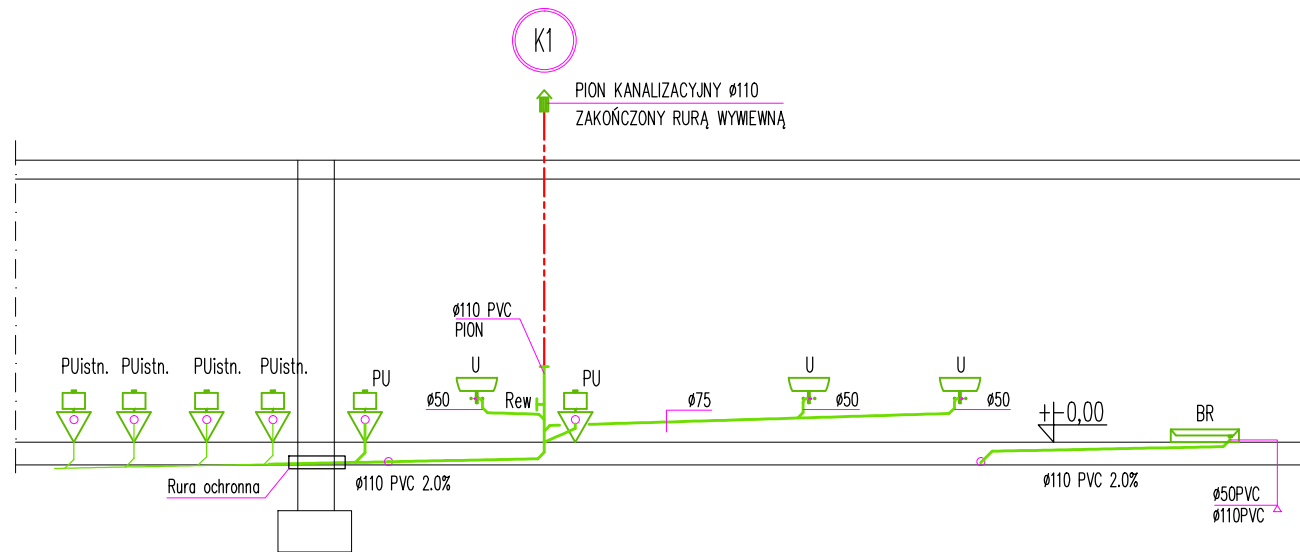 K1
PION KANALIZACYJNY ø110
ZAKOŃCZONY RURĄ WYWIEWNĄ
ø110 PVC
PION
PUistn.
PUistn.
PUistn.
PUistn.
PU
U
PU
U
U
ø50
Rew
ø75
ø50
ø50
+-0,00
BR
Rura ochronna
ø110 PVC 2.0%
ø110 PVC 2.0%
ø50PVC
ø110PVC